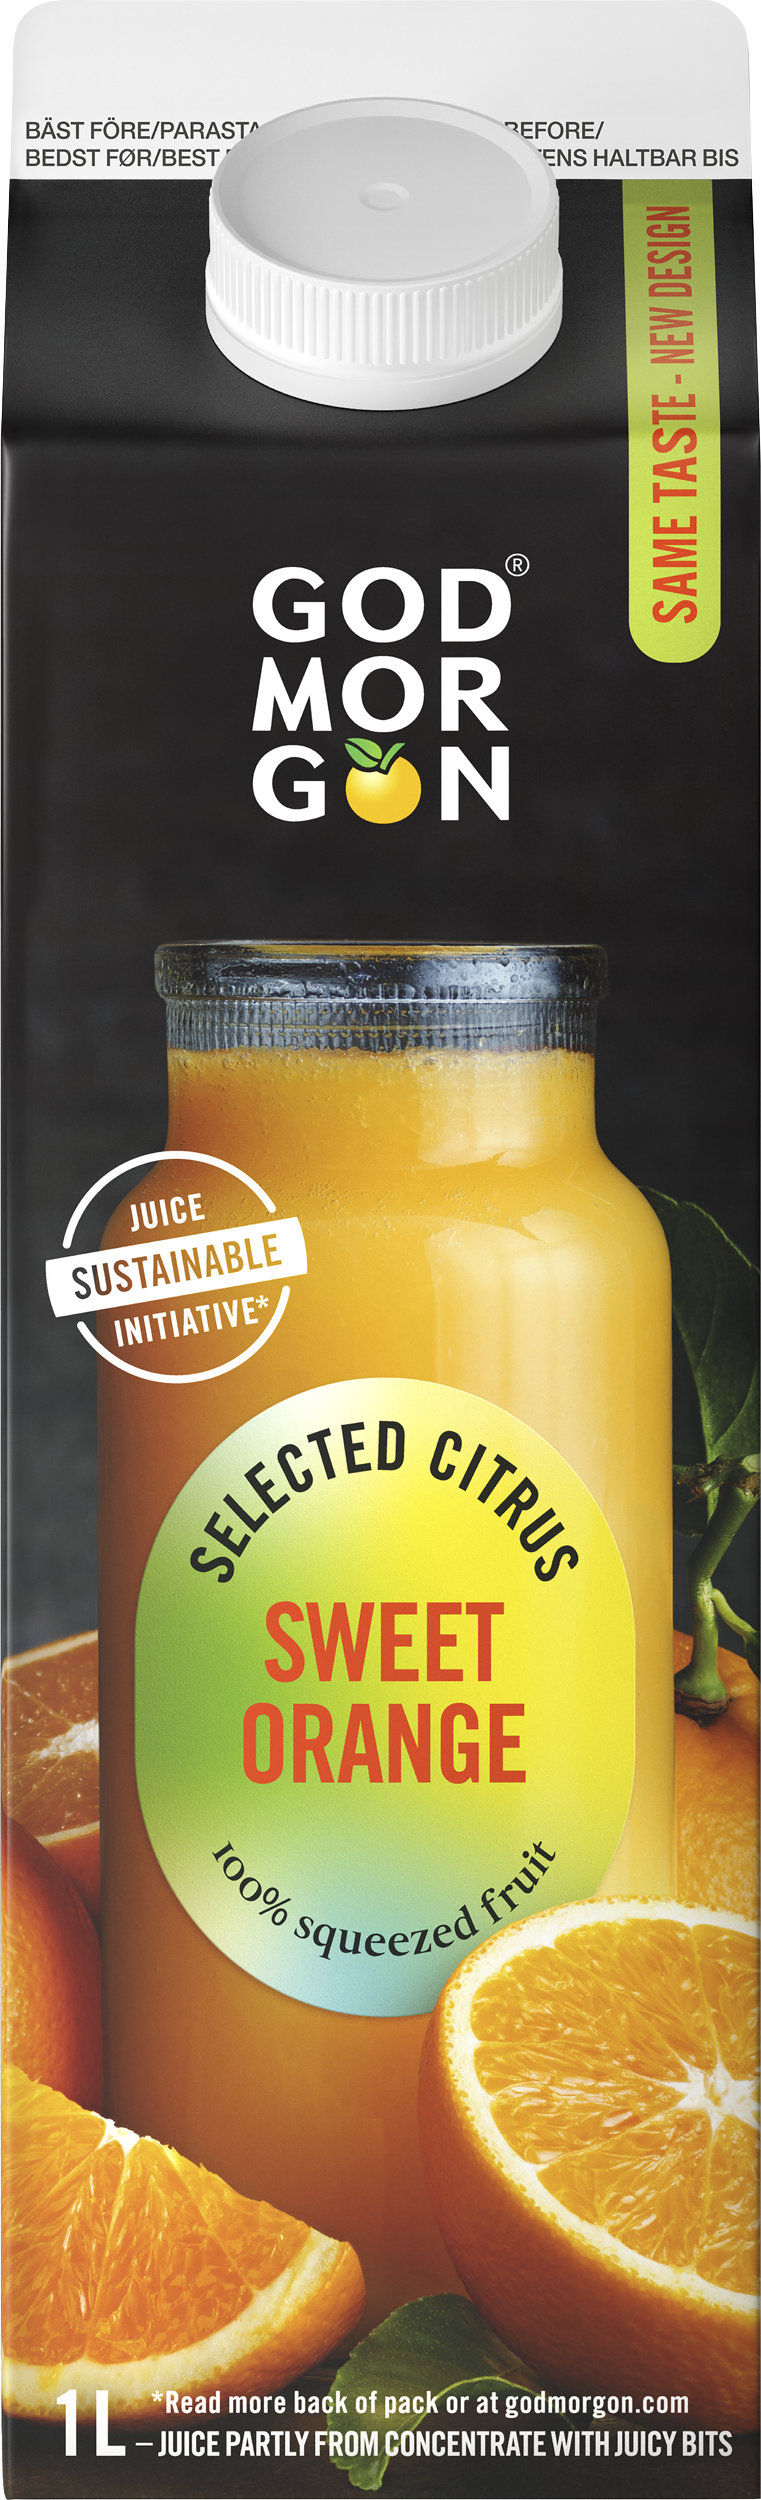 BÄST FÖRE/PARASTA BEFORE/
BEDST FØR/BEST HALTBAR BIS
SAME TASTE - NEW DESIGN
GOD®
MOR
GON
JUICE
SUSTAINABLE
INITIATIVE*
SELECTED CITRUS
SWEET
ORANGE
100% squeezed fruit
1L
*Read more back of pack or at godmorgon.com
– JUICE PARTLY FROM CONCENTRATE WITH JUICY BITS